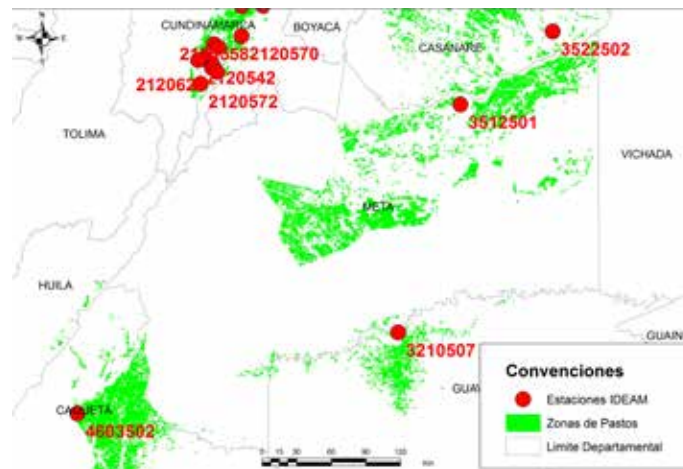 N
W E
S
CUNDINAMARCA
BOYACA
CASANARE
3522502
2120570
2120542
2120572
3512501
TOLIMA
VICHADA
META
HUILA
3210507
CAQUETA
4603502
Convenciones
Estaciones IDEAM
Zonas de Pastos
Limite Departamental